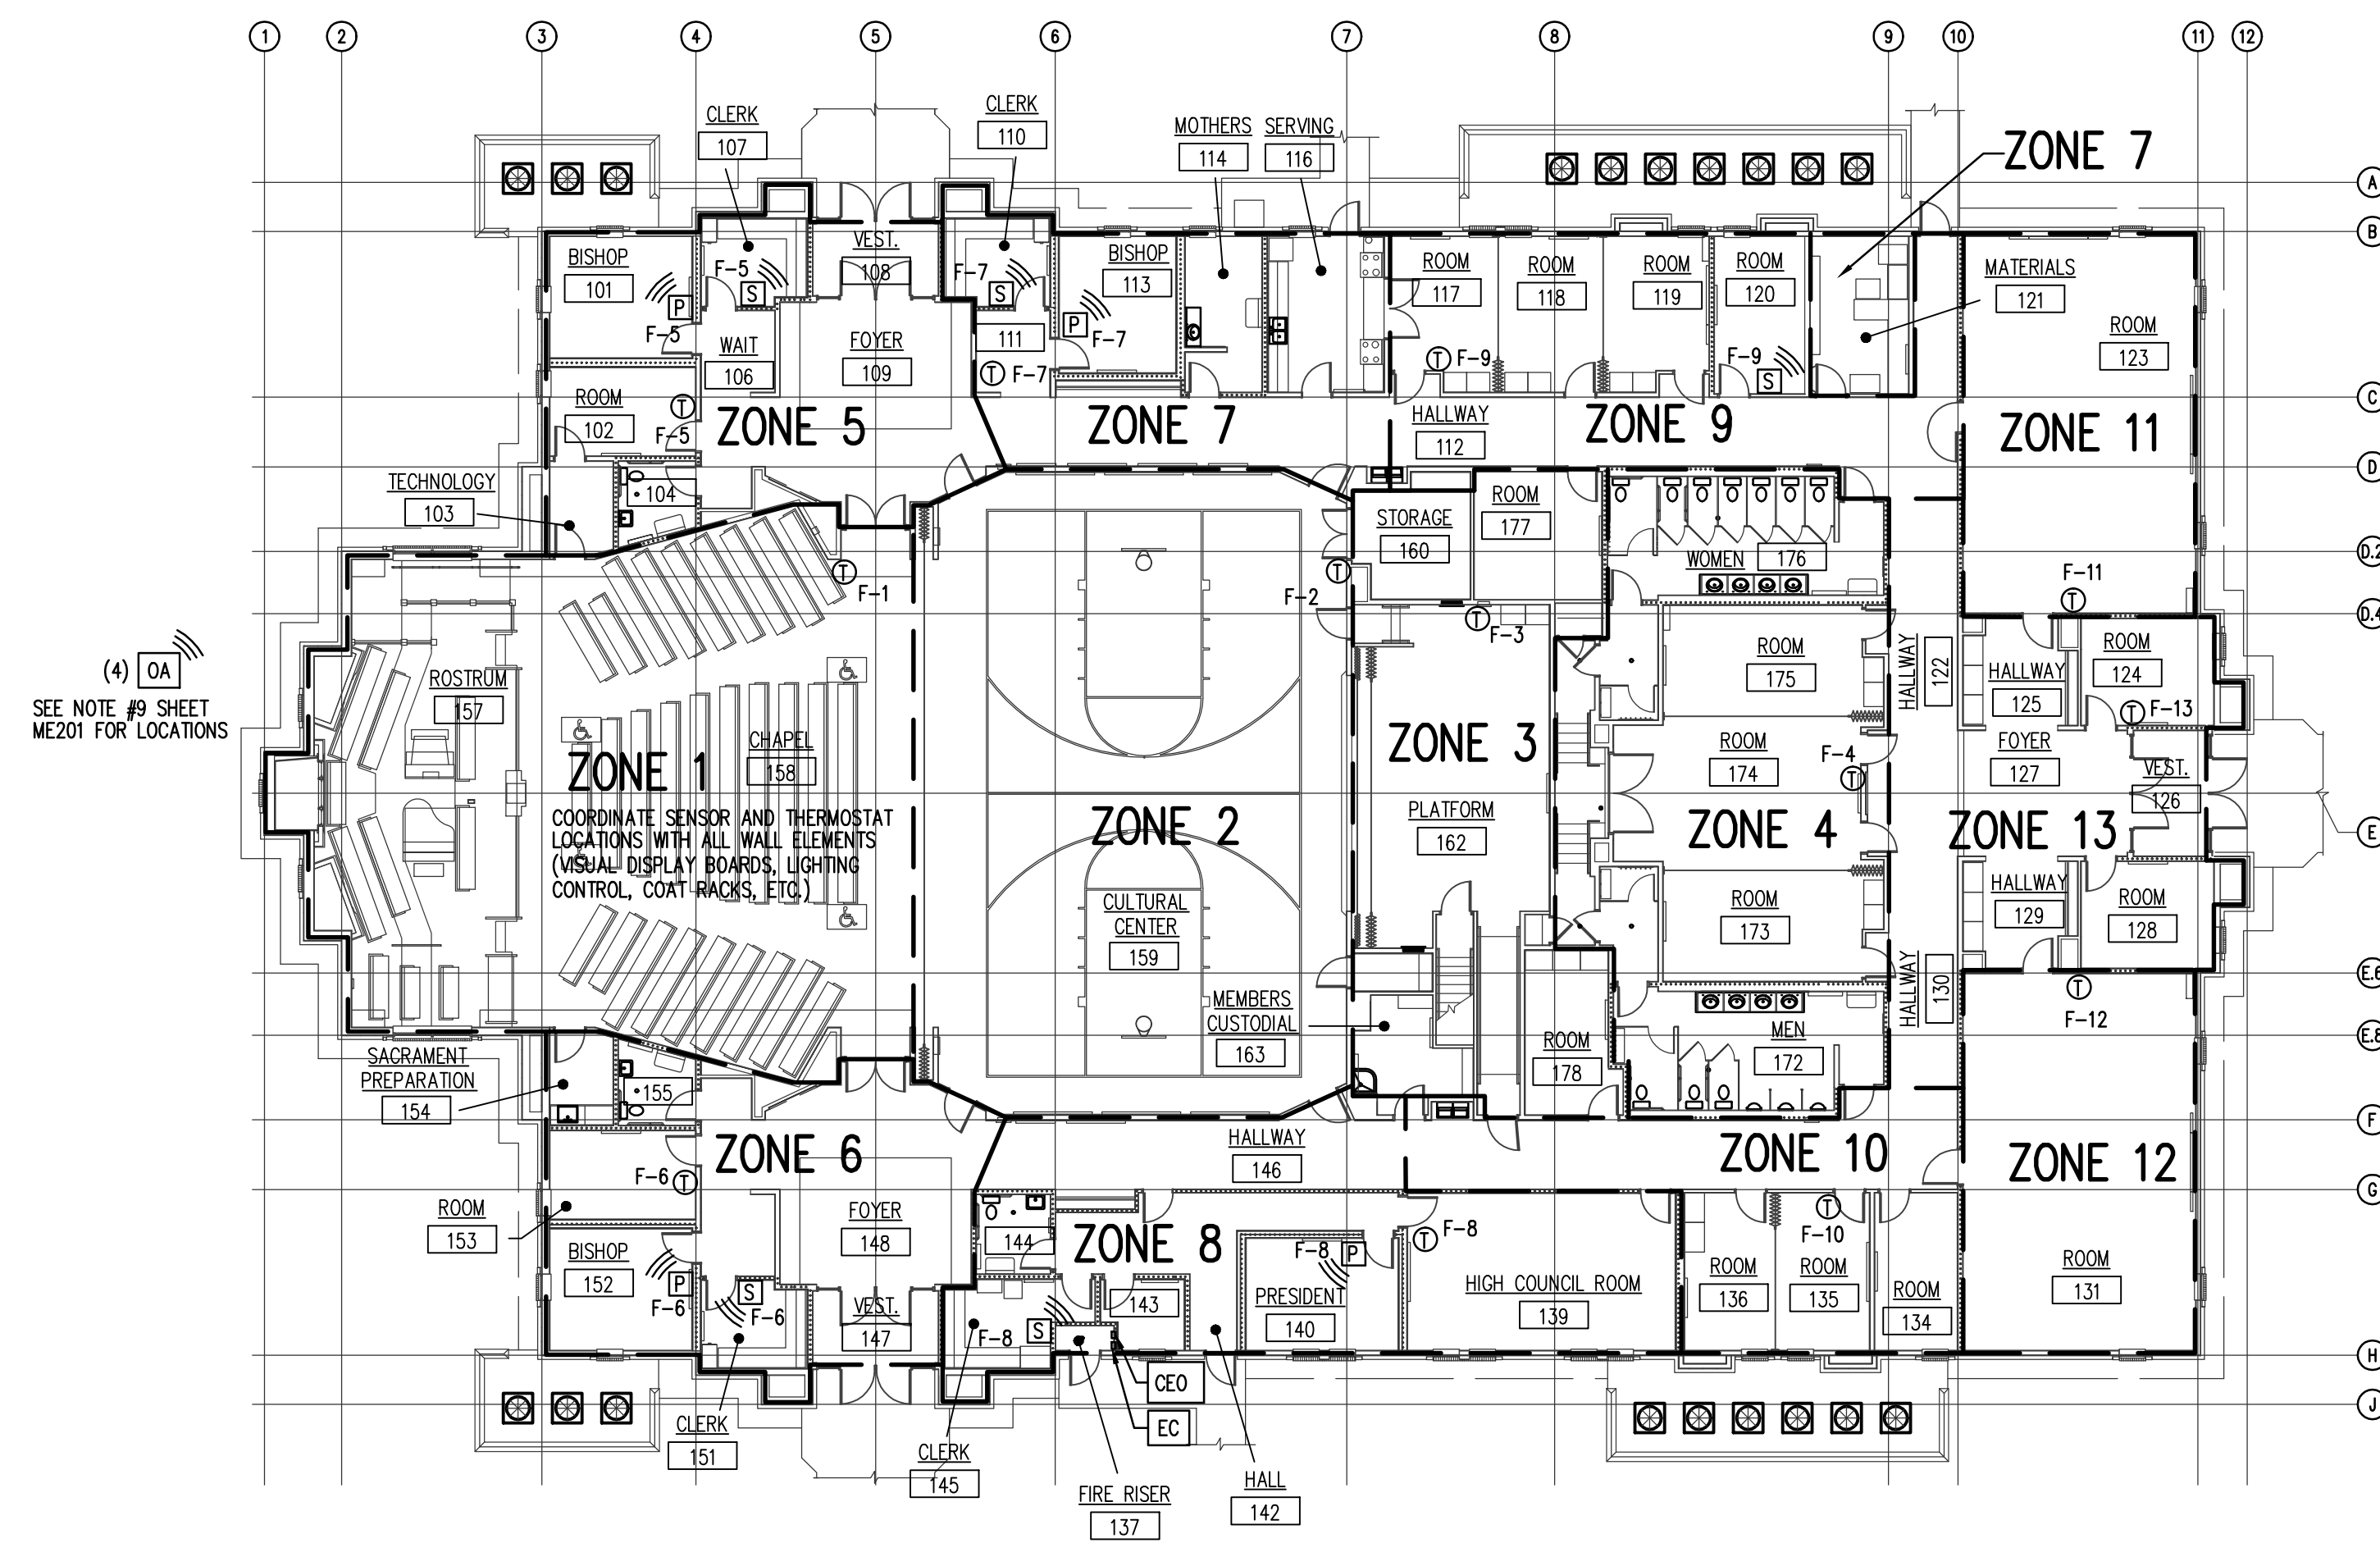 1 2 3 4 5 6 7 8 9 10 11 12
A
B
C
D
D.2
D.4
E
E.6
E.8
F
G
H
J
CLERK
107
CLERK
110
MOTHERS
114
SERVING
116
ZONE 7
BISHOP
101
P
F-5
F-5
S
VEST.
108
F-7
S
BISHOP
113
P
F-7
ROOM
117
ROOM
118
ROOM
119
ROOM
120
F-9
S
MATERIALS
121
ROOM
123
WAIT
106
FOYER
109
111
T F-7
T F-9
ROOM
102
T
F-5
ZONE 5
ZONE 7
HALLWAY
112
ZONE 9
ZONE 11
TECHNOLOGY
103
104
STORAGE
160
ROOM
177
WOMEN
176
T
F-1
T
F-2
T
F-3
F-11
T
(4) OA
SEE NOTE #9 SHEET
ME201 FOR LOCATIONS
ROSTRUM
157
ROOM
175
HALLWAY
122
HALLWAY
125
ROOM
124
T F-13
ZONE 1
CHAPEL
158
COORDINATE SENSOR AND THERMOSTAT
LOCATIONS WITH ALL WALL ELEMENTS
(VISUAL DISPLAY BOARDS, LIGHTING
CONTROL, COAT RACKS, ETC.)
ZONE 2
ZONE 3
ROOM
174
F-4
T
FOYER
127
VEST.
126
PLATFORM
162
ZONE 4
ZONE 13
CULTURAL
CENTER
159
ROOM
173
HALLWAY
129
ROOM
128
MEMBERS
CUSTODIAL
163
HALLWAY
130
T
F-12
SACRAMENT
PREPARATION
154
155
ROOM
178
MEN
172
ZONE 6
HALLWAY
146
ZONE 10
ZONE 12
F-6
T
ROOM
153
BISHOP
152
P
F-6
S
F-6
FOYER
148
VEST.
147
144
ZONE 8
F-8
S
143
F-8
P
PRESIDENT
140
T
F-8
HIGH COUNCIL ROOM
139
ROOM
136
ROOM
135
T
F-10
ROOM
134
ROOM
131
CEO
EC
CLERK
151
CLERK
145
FIRE RISER
137
HALL
142